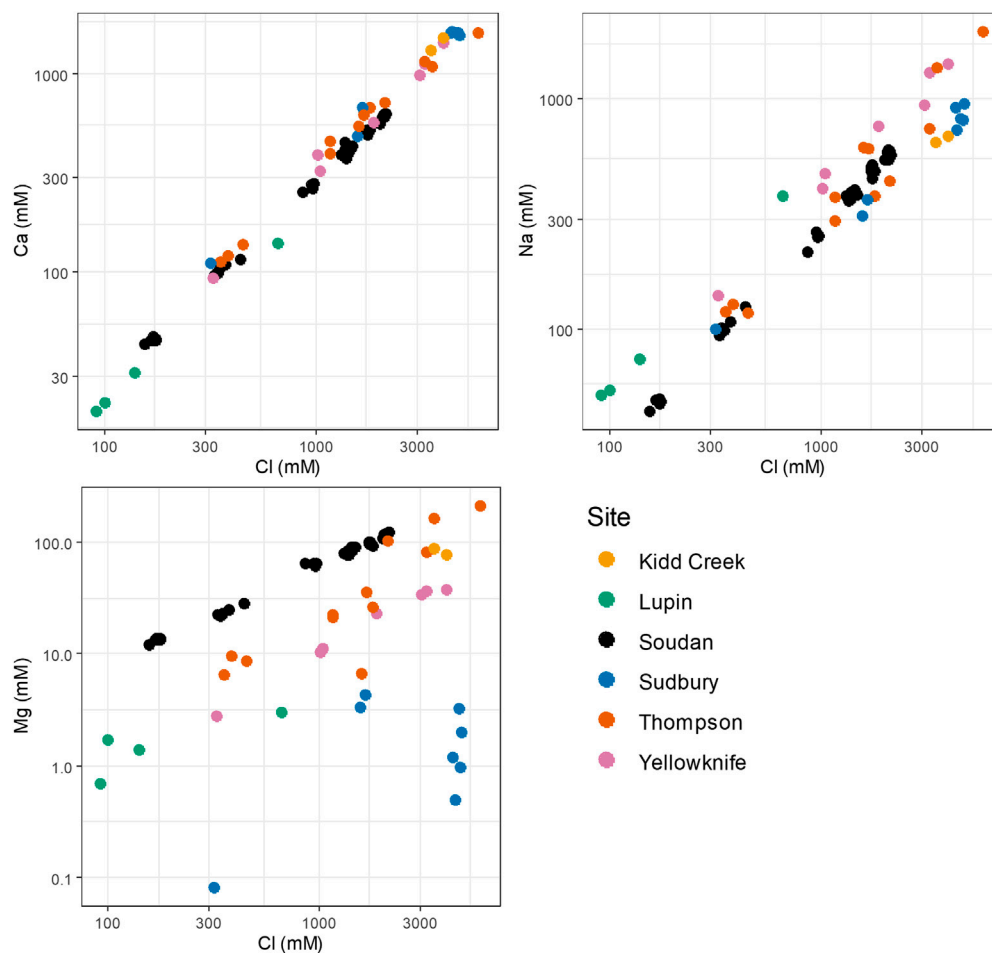 1000
300
100
30
Ca (mM)
100
300
1000
3000
Cl (mM)
1000
300
100
Na (mM)
100
300
1000
3000
Cl (mM)
100.0
10.0
1.0
0.1
Mg (mM)
100
300
1000
3000
Cl (mM)
Site
Kidd Creek
Lupin
Soudan
Sudbury
Thompson
Yellowknife